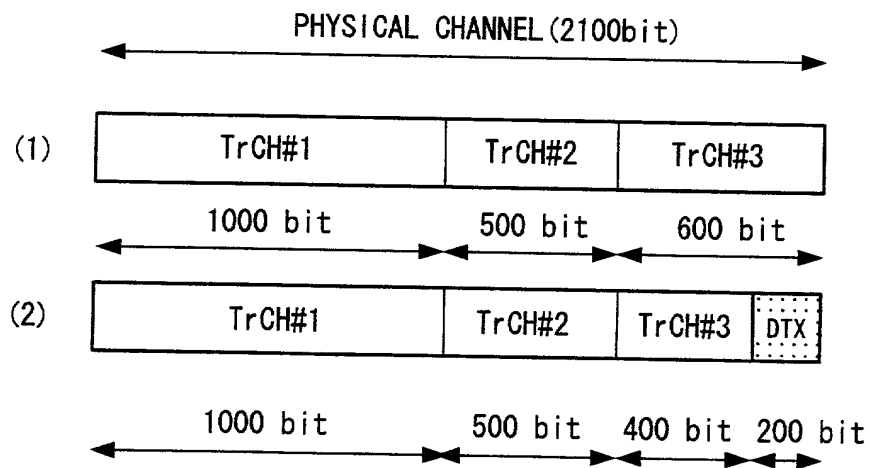 PHYSICAL CHANNEL(2100bit)
(1) TrCH#1 TrCH#2 TrCH#3
1000 bit 500 bit 600 bit
(2) TrCH#1 TrCH#2 TrCH#3 DTX
1000 bit 500 bit 400 bit 200 bit